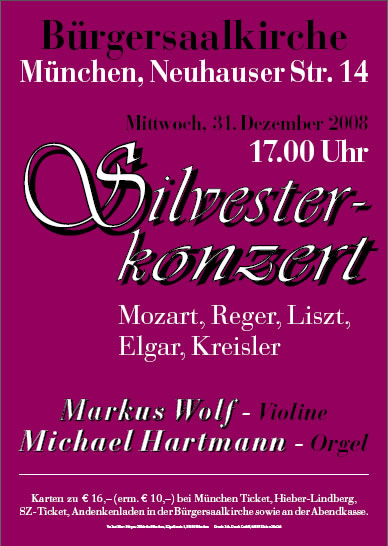 Bürgersaalkirche
München, Neuhauser Str. 14
Mittwoch, 31. Dezember 2008
17.00 Uhr
Silvester-
konzert
Mozart, Reger, Liszt,
Elgar, Kreisler
Markus Wolf - Violine
Michael Hartmann - Orgel
Karten zu € 16,– (erm. € 10,–) bei München Ticket, Hieber-Lindberg,
SZ-Ticket, Andenkenladen in der Bürgersaalkirche sowie an der Abendkasse.